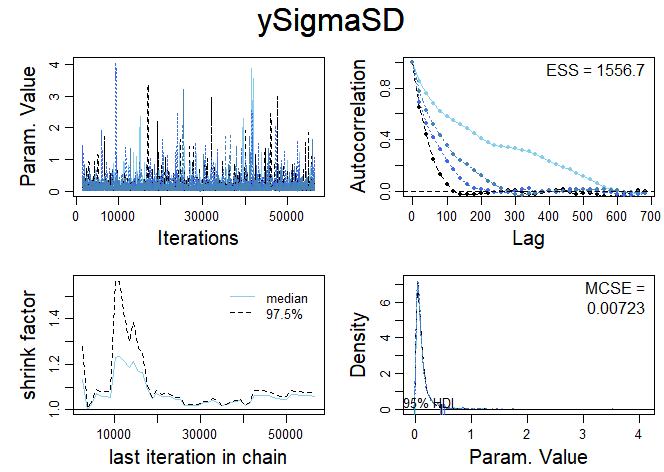 ySigmaSD
Param. Value
0 1 2 3 4
0 10000 30000 50000
Iterations
Autocorrelation
0.0 0.4 0.8
ESS = 1556.7
0 100 200 300 400 500 600 700
Lag
shrink factor
1.0 1.2 1.4
median
97.5%
10000 30000 50000
last iteration in chain
Density
0 2 4 6
MCSE =
0.00723
95% HDI
0 1 2 3 4
Param. Value